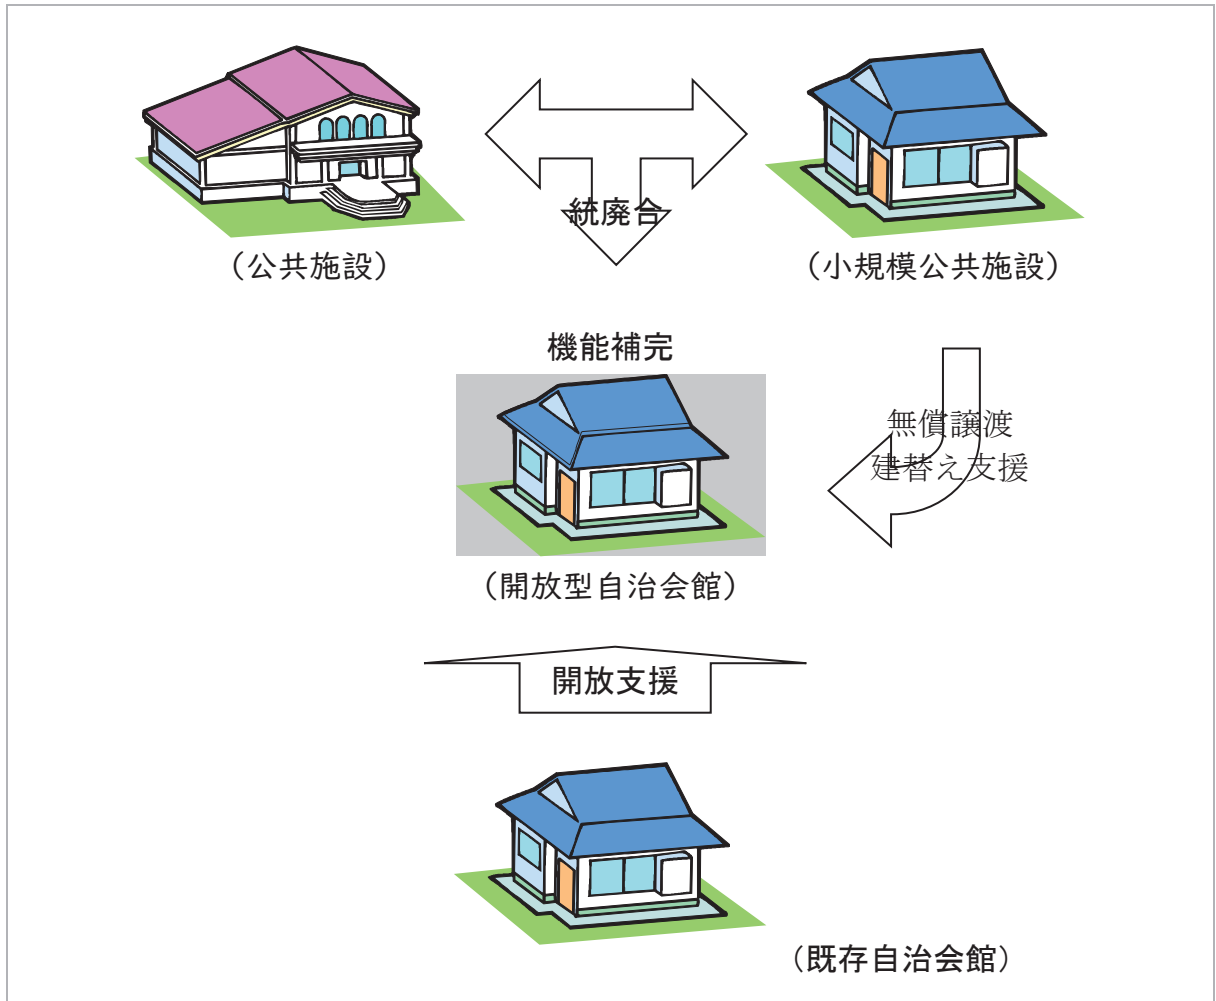 統廃合
（公共施設）
（小規模公共施設）
機能補完
無償譲渡
建替え支援
（開放型自治会館）
開放支援
（既存自治会館）